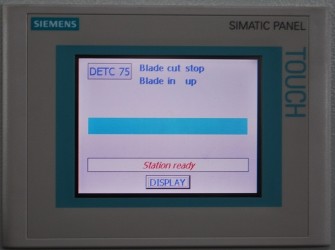 SIEMENS
SIMATIC PANEL
TOUCH
DETC 75
Blade cut stop
Blade in up
Station ready
DISPLAY